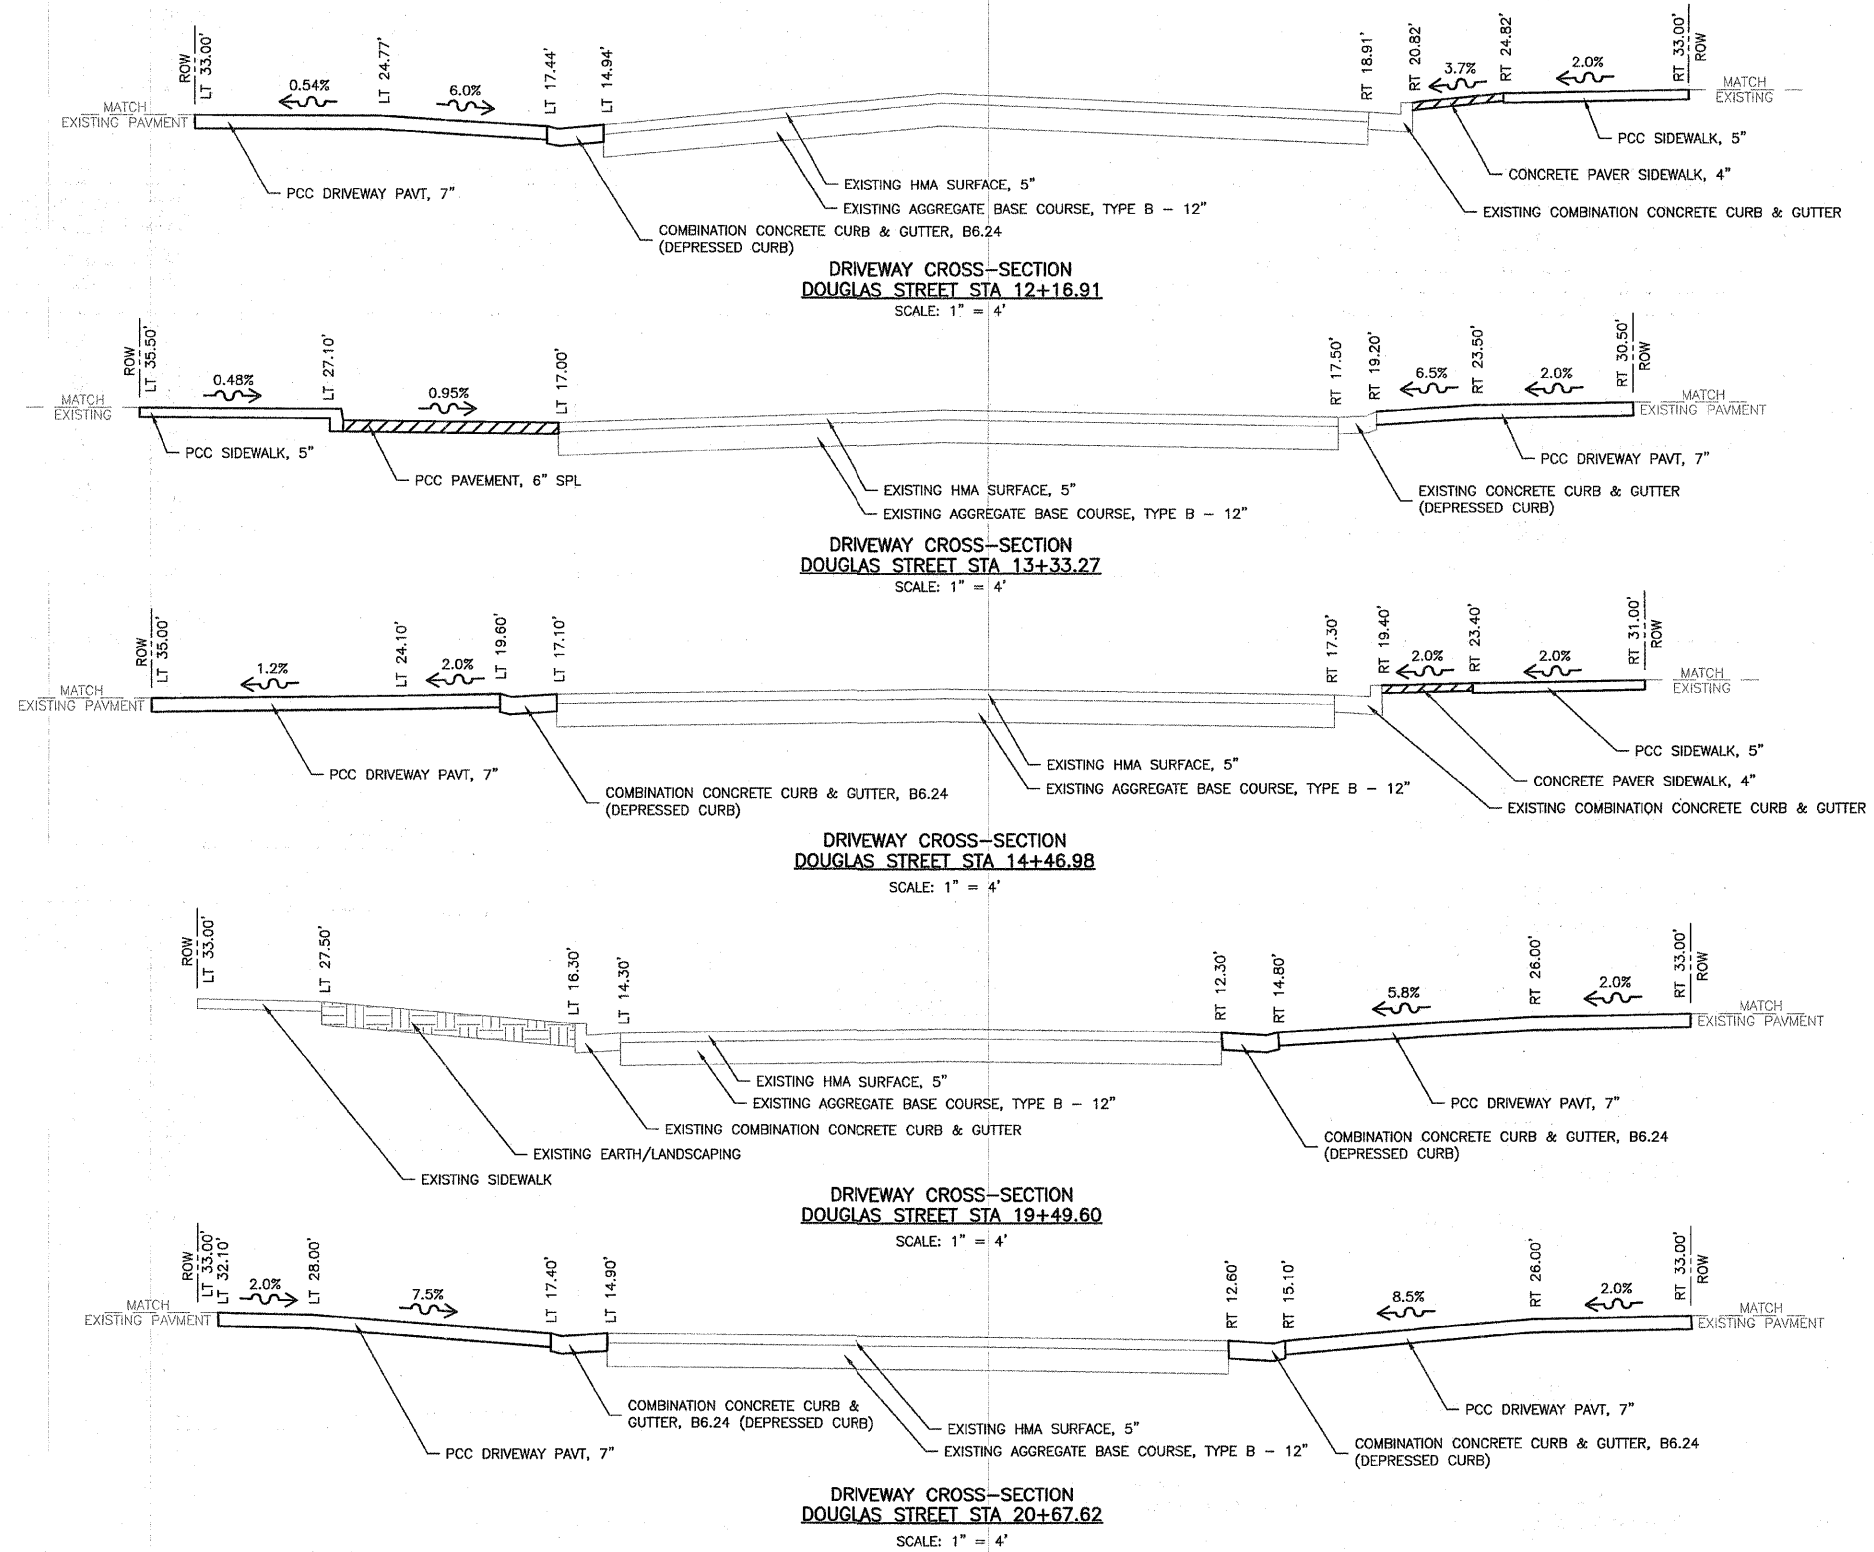 ROW
LT 33.00'
LT 24.77'
LT 17.44'
LT 14.94'
RT 18.91'
RT 20.82'
RT 24.82'
RT 33.00'
ROW
0.54%
6.0%
3.7%
2.0%
MATCH
EXISTING PAVMENT
MATCH
EXISTING
PCC DRIVEWAY PAVT, 7"
EXISTING HMA SURFACE, 5"
EXISTING AGGREGATE BASE COURSE, TYPE B - 12"
COMBINATION CONCRETE CURB & GUTTER, B6.24
(DEPRESSED CURB)
PCC SIDEWALK, 5"
CONCRETE PAVER SIDEWALK, 4"
EXISTING COMBINATION CONCRETE CURB & GUTTER
DRIVEWAY CROSS-SECTION
DOUGLAS STREET STA 12+16.91
SCALE: 1" = 4'
ROW
LT 35.50'
LT 27.10'
LT 17.00'
RT 17.50'
RT 19.20'
RT 23.50'
RT 30.50'
ROW
0.48%
0.95%
6.5%
2.0%
MATCH
EXISTING
MATCH
EXISTING PAVMENT
PCC SIDEWALK, 5"
PCC PAVEMENT, 6" SPL
EXISTING HMA SURFACE, 5"
EXISTING AGGREGATE BASE COURSE, TYPE B - 12"
PCC DRIVEWAY PAVT, 7"
EXISTING CONCRETE CURB & GUTTER
(DEPRESSED CURB)
DRIVEWAY CROSS-SECTION
DOUGLAS STREET STA 13+33.27
SCALE: 1" = 4'
ROW
LT 35.00'
LT 24.10'
LT 19.60'
LT 17.10'
RT 17.30'
RT 19.40'
RT 23.40'
RT 31.00'
ROW
1.2%
2.0%
2.0%
2.0%
MATCH
EXISTING PAVMENT
MATCH
EXISTING
PCC DRIVEWAY PAVT, 7"
COMBINATION CONCRETE CURB & GUTTER, B6.24
(DEPRESSED CURB)
EXISTING HMA SURFACE, 5"
EXISTING AGGREGATE BASE COURSE, TYPE B - 12"
PCC SIDEWALK, 5"
CONCRETE PAVER SIDEWALK, 4"
EXISTING COMBINATION CONCRETE CURB & GUTTER
DRIVEWAY CROSS-SECTION
DOUGLAS STREET STA 14+46.98
SCALE: 1" = 4'
ROW
LT 33.00'
LT 27.50'
LT 16.30'
LT 14.30'
RT 12.30'
RT 14.80'
RT 26.00'
RT 33.00'
ROW
5.8%
2.0%
MATCH
EXISTING PAVMENT
EXISTING HMA SURFACE, 5"
EXISTING AGGREGATE BASE COURSE, TYPE B - 12"
EXISTING COMBINATION CONCRETE CURB & GUTTER
EXISTING EARTH/LANDSCAPING
EXISTING SIDEWALK
PCC DRIVEWAY PAVT, 7"
COMBINATION CONCRETE CURB & GUTTER, B6.24
(DEPRESSED CURB)
DRIVEWAY CROSS-SECTION
DOUGLAS STREET STA 19+49.60
SCALE: 1" = 4'
ROW
LT 33.00'
LT 32.10'
LT 28.00'
LT 17.40'
LT 14.90'
RT 12.60'
RT 15.10'
RT 26.00'
RT 33.00'
ROW
2.0%
7.5%
8.5%
2.0%
MATCH
EXISTING PAVMENT
MATCH
EXISTING PAVMENT
PCC DRIVEWAY PAVT, 7"
COMBINATION CONCRETE CURB &
GUTTER, B6.24 (DEPRESSED CURB)
EXISTING HMA SURFACE, 5"
EXISTING AGGREGATE BASE COURSE, TYPE B - 12"
PCC DRIVEWAY PAVT, 7"
COMBINATION CONCRETE CURB & GUTTER, B6.24
(DEPRESSED CURB)
DRIVEWAY CROSS-SECTION
DOUGLAS STREET STA 20+67.62
SCALE: 1" = 4'